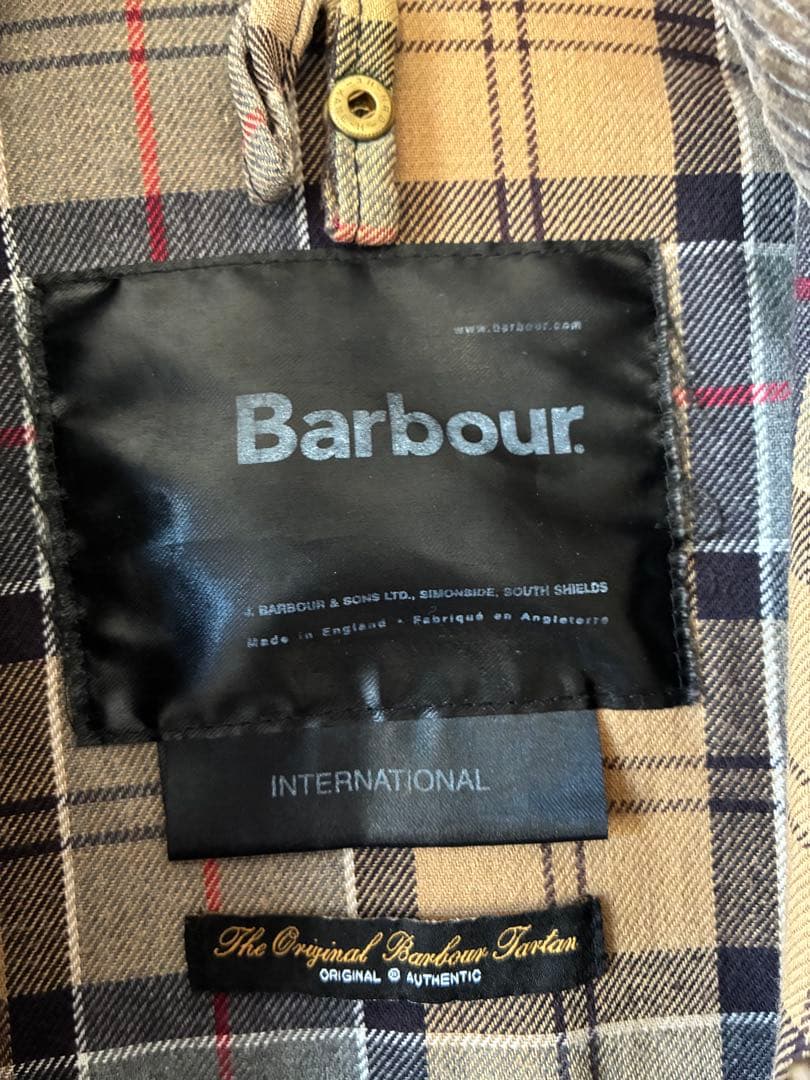 www.barbour.com
Barbour.
J. BARBOUR & SONS LTD., SIMONSIDE, SOUTH SHIELDS
Made in England · Fabriqué en Angleterre
INTERNATIONAL
The Original Barbour Tartan
ORIGINAL ® AUTHENTIC